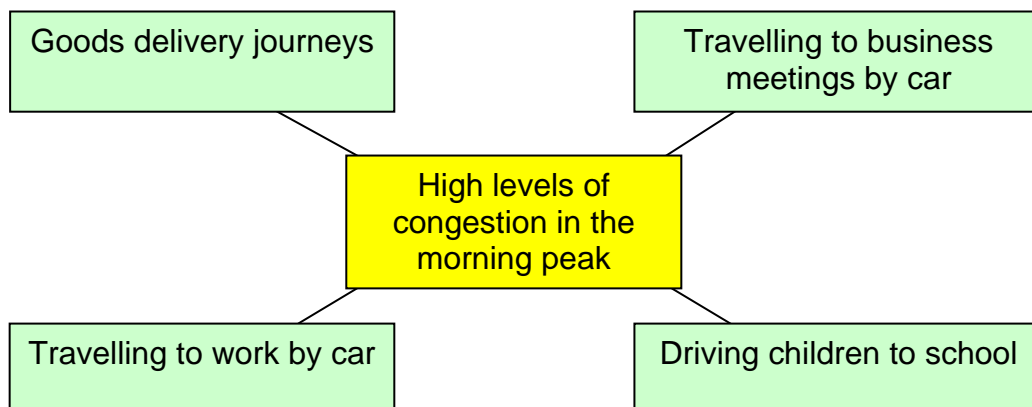 Goods delivery journeys
Travelling to business
meetings by car
High levels of
congestion in the
morning peak
Travelling to work by car
Driving children to school